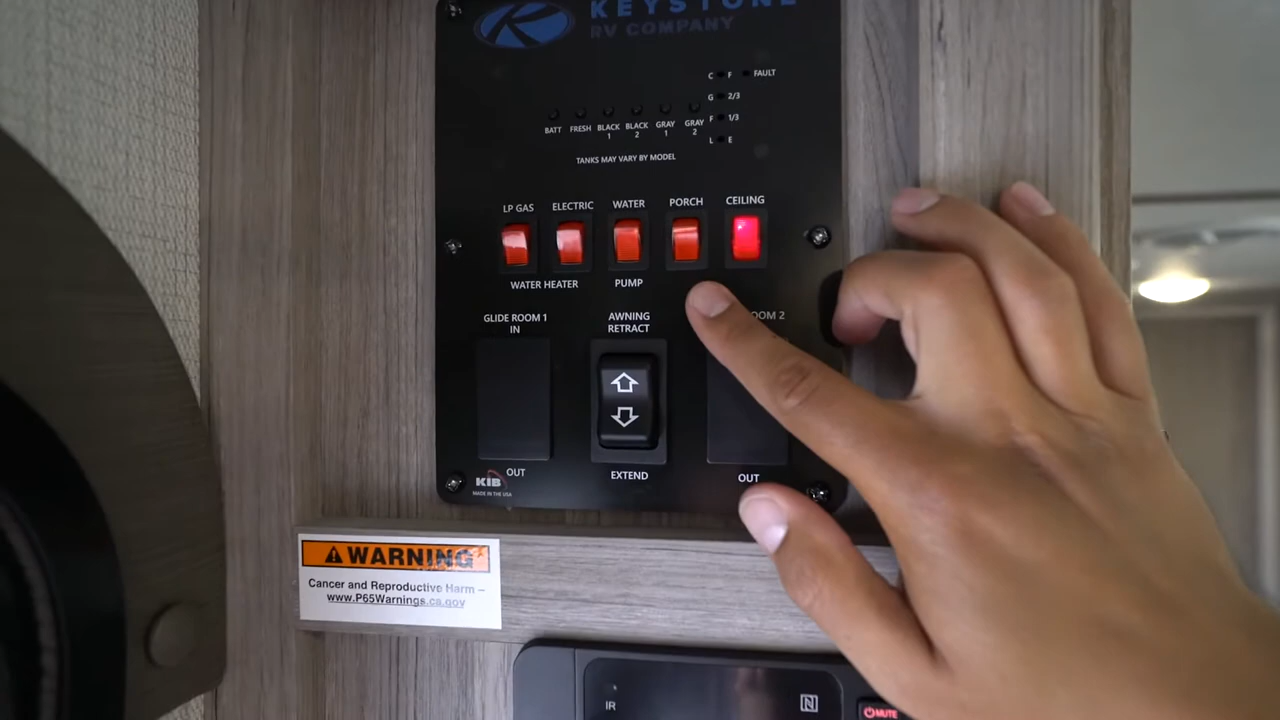 KEYSTONE
RV COMPANY
C F FAULT
G 2/3
F 1/3
L E
BATT FRESH BLACK 1 BLACK 2 GRAY 1 GRAY 2
TANKS MAY VARY BY MODEL
LP GAS ELECTRIC WATER PORCH CEILING
WATER HEATER PUMP
GLIDE ROOM 1
IN
AWNING
RETRACT
OOM 2
OUT
EXTEND
OUT
KIB
MADE IN THE USA
WARNING
Cancer and Reproductive Harm –
www.P65Warnings.ca.gov
IR
N
MUTE